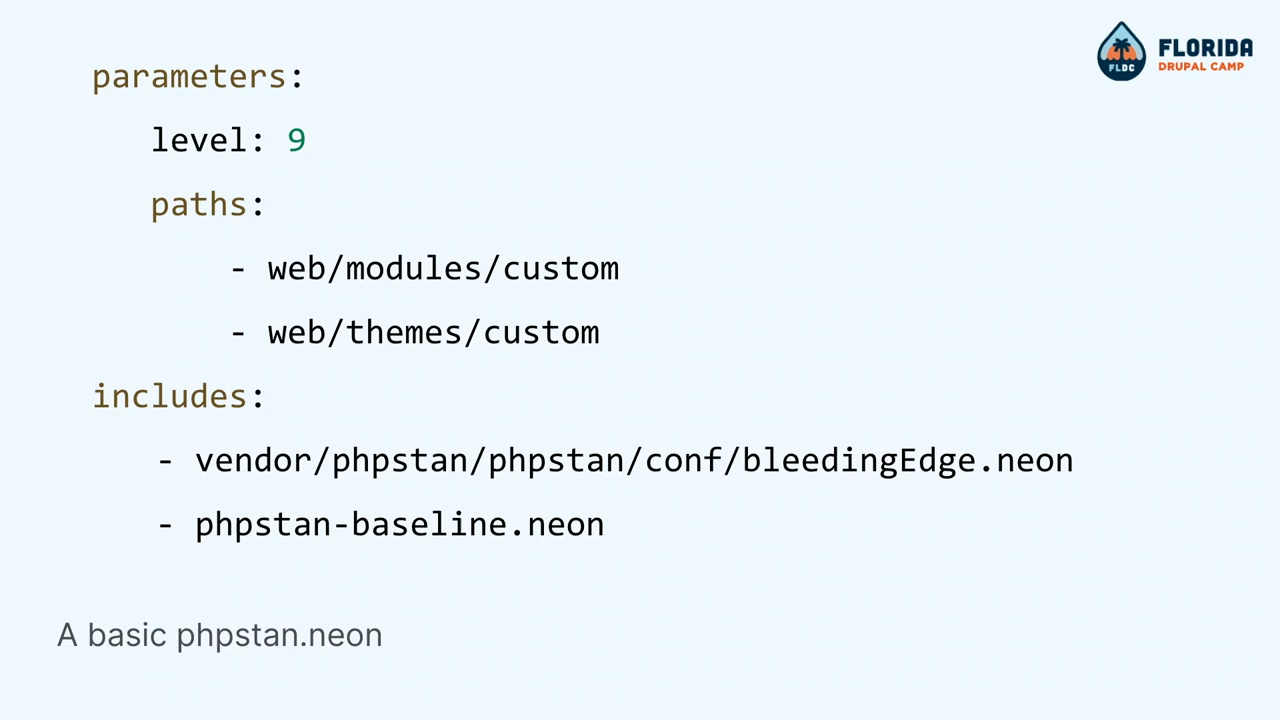 parameters:
level: 9
paths:
- web/modules/custom
- web/themes/custom
includes:
- vendor/phpstan/phpstan/conf/bleedingEdge.neon
- phpstan-baseline.neon
A basic phpstan.neon
FLDC
FLORIDA
DRUPAL CAMP